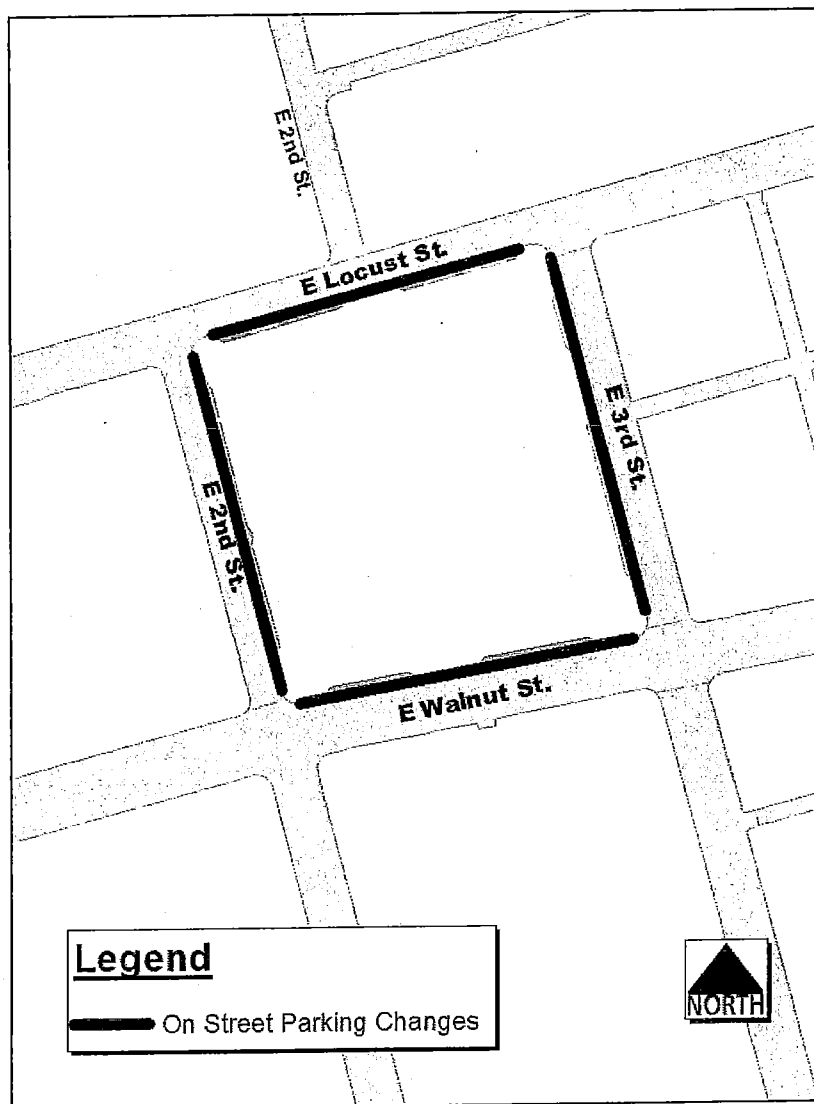 E 2nd St.
E Locust St.
E 3rd St.
E 2nd St.
E Walnut St.
Legend
On Street Parking Changes
NORTH